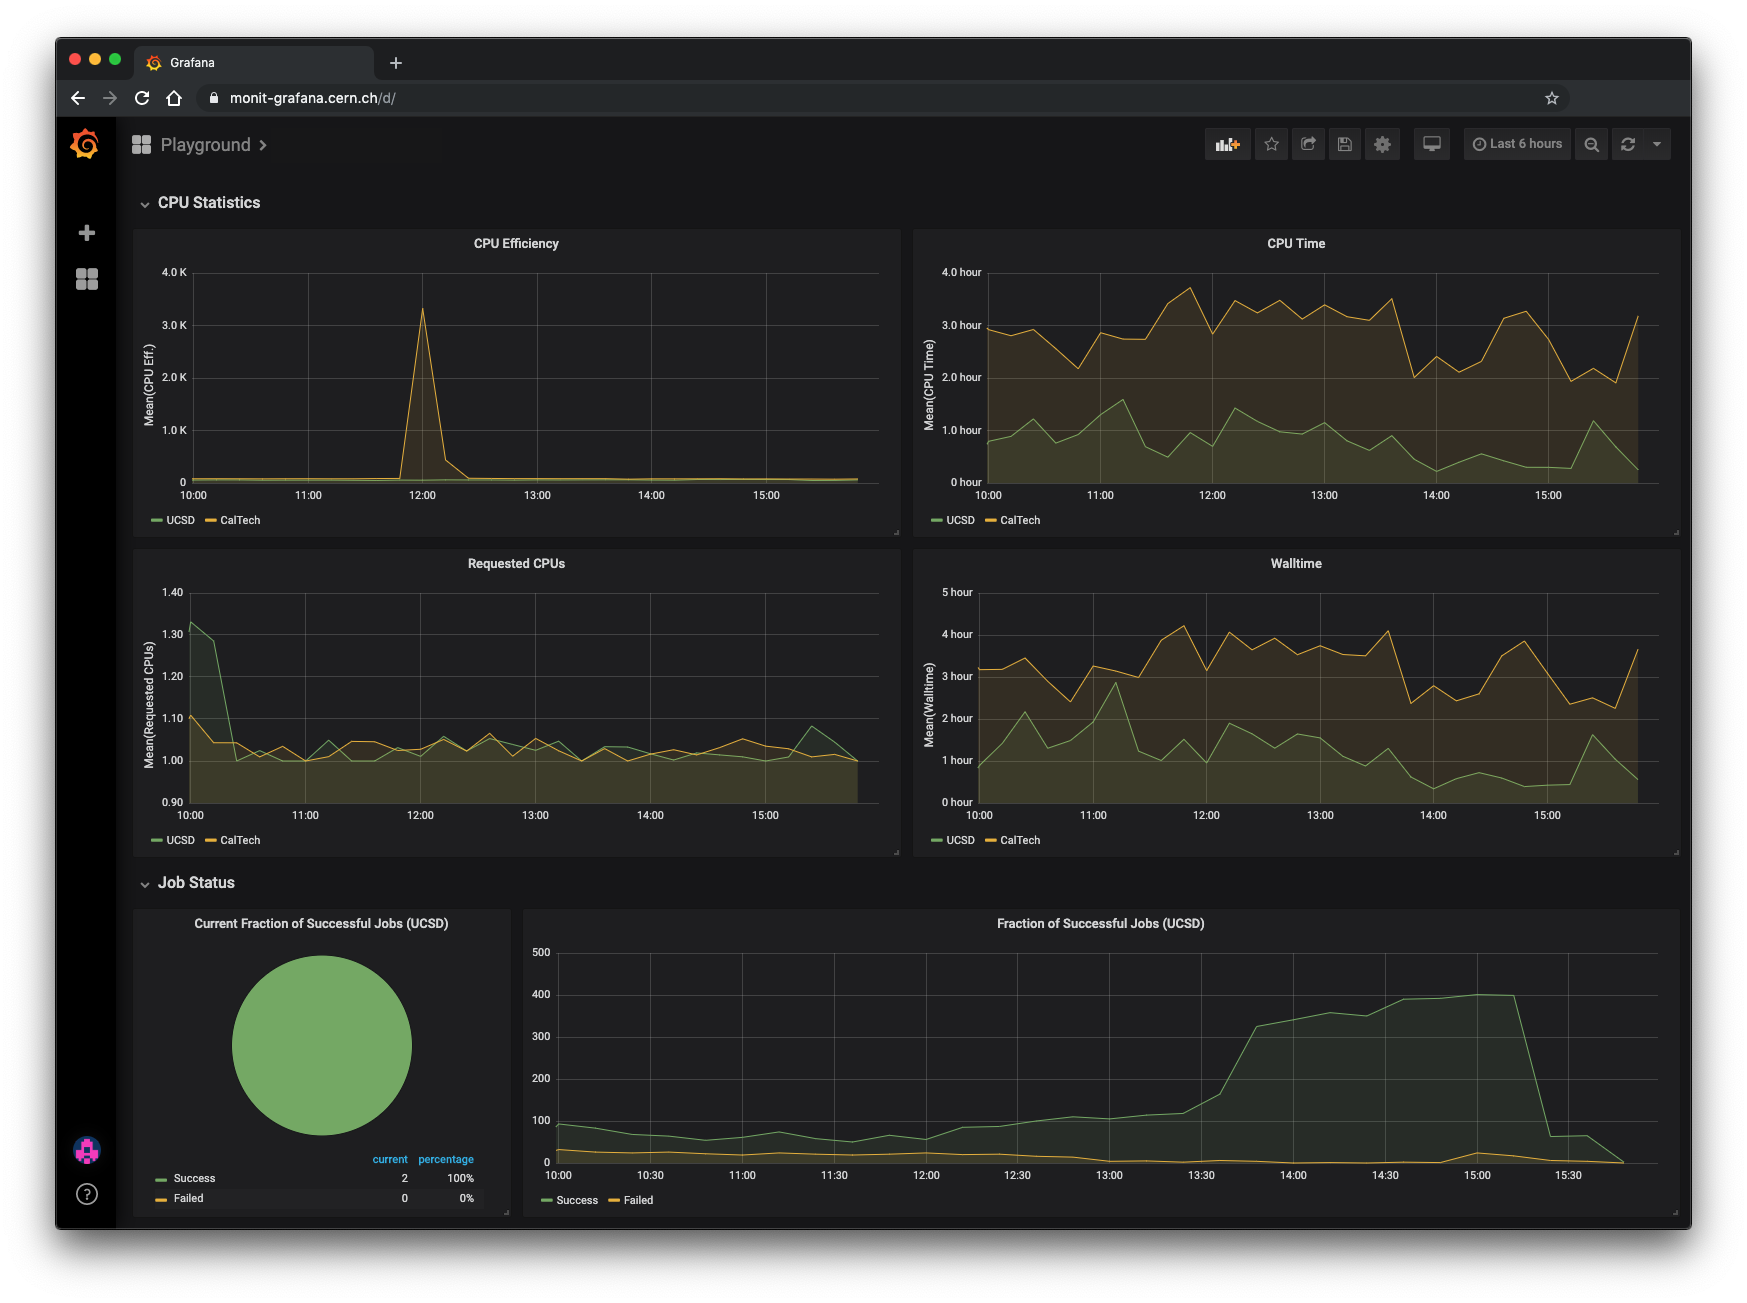 Grafana
monit-grafana.cern.ch/d/
Playground
Last 6 hours
CPU Statistics
CPU Efficiency
Mean(CPU Eff.)
4.0 K
3.0 K
2.0 K
1.0 K
0
10:00 11:00 12:00 13:00 14:00 15:00
UCSD CalTech
CPU Time
Mean(CPU Time)
4.0 hour
3.0 hour
2.0 hour
1.0 hour
0 hour
10:00 11:00 12:00 13:00 14:00 15:00
UCSD CalTech
Requested CPUs
Mean(Requested CPUs)
1.40
1.30
1.20
1.10
1.00
0.90
10:00 11:00 12:00 13:00 14:00 15:00
UCSD CalTech
Walltime
Mean(Walltime)
5 hour
4 hour
3 hour
2 hour
1 hour
0 hour
10:00 11:00 12:00 13:00 14:00 15:00
UCSD CalTech
Job Status
Current Fraction of Successful Jobs (UCSD)
current percentage
Success 2 100%
Failed 0 0%
Fraction of Successful Jobs (UCSD)
500
400
300
200
100
0
10:00 10:30 11:00 11:30 12:00 12:30 13:00 13:30 14:00 14:30 15:00 15:30
Success Failed